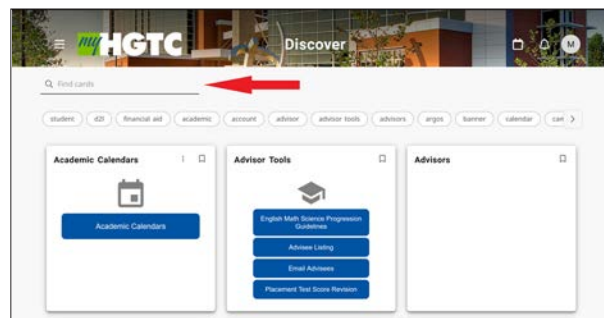 myHGTC
Discover
M
Find cards
student
d2l
financial aid
academic
account
advisor
advisor tools
advisors
argos
banner
calendar
Academic Calendars
Academic Calendars
Advisor Tools
English Math Science Progression
Guidelines
Advisee Listing
Email Advisees
Placement Test Score Revision
Advisors